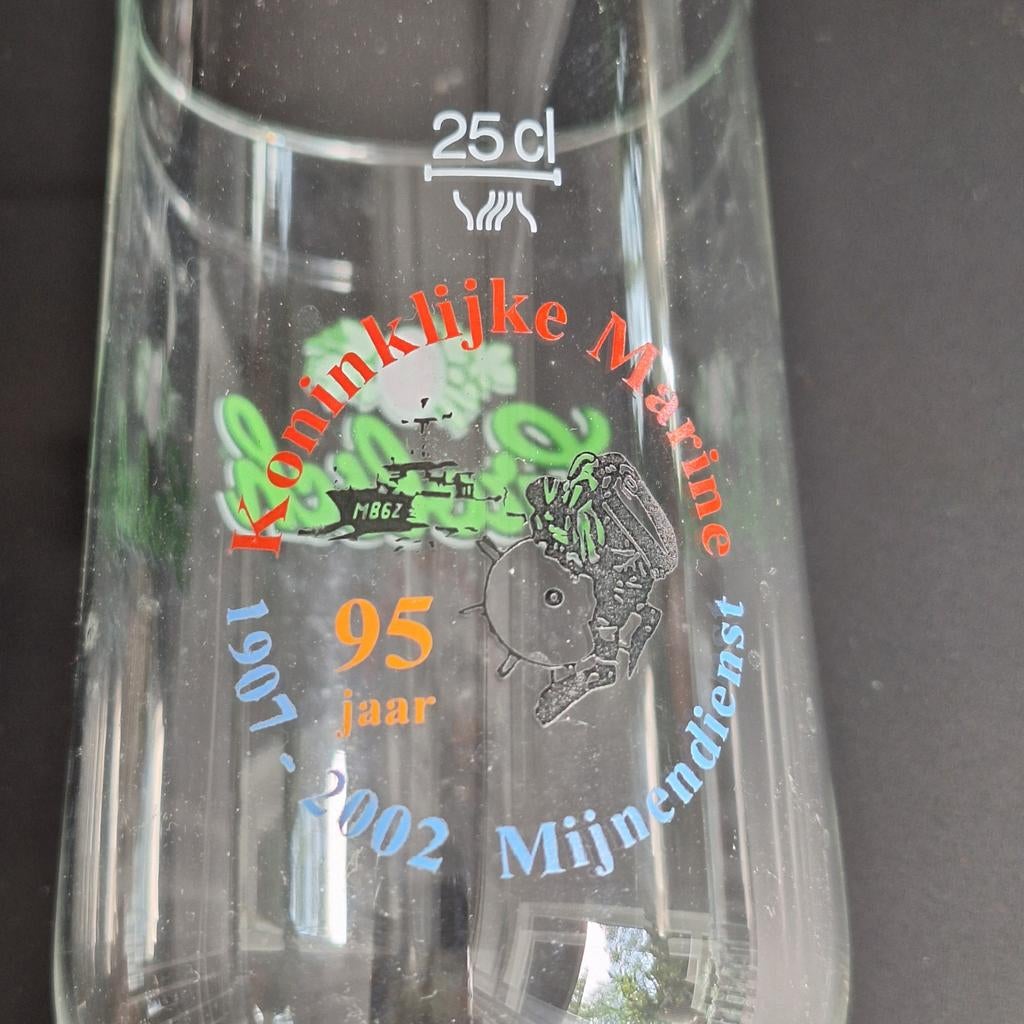 25 cl
Koninklijke Marine
M862
95
jaar
1907 - 2002 Mijnendienst